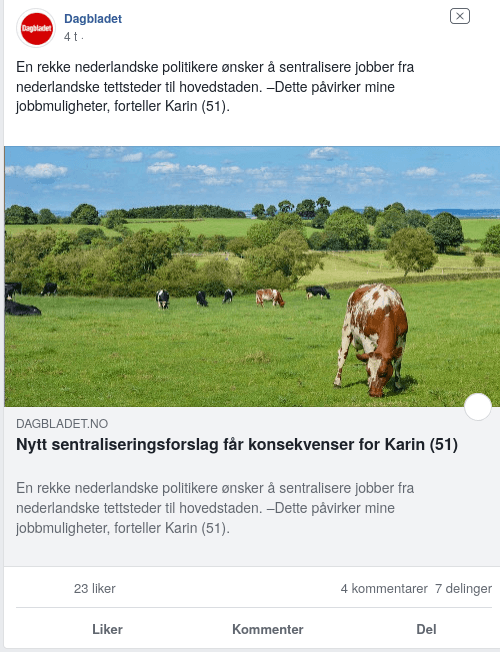 Dagbladet
Dagbladet
4 t ·
En rekke nederlandske politikere ønsker å sentralisere jobber fra
nederlandske tettsteder til hovedstaden. –Dette påvirker mine
jobbmuligheter, forteller Karin (51).
DAGBLADET.NO
Nytt sentraliseringsforslag får konsekvenser for Karin (51)
En rekke nederlandske politikere ønsker å sentralisere jobber fra
nederlandske tettsteder til hovedstaden. –Dette påvirker mine
jobbmuligheter, forteller Karin (51).
23 liker
4 kommentarer 7 delinger
Liker Kommenter Del